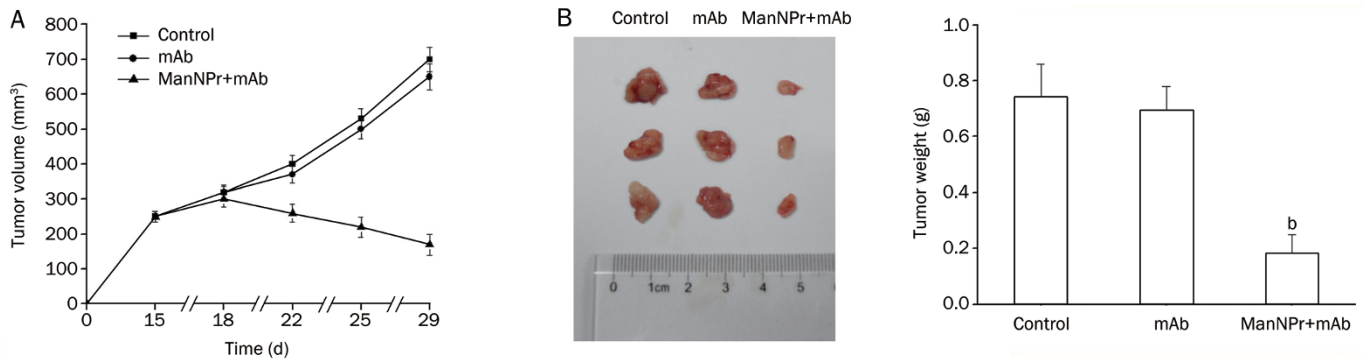 A
Tumor volume (mm³)
800
700
600
500
400
300
200
100
0
Control
mAb
ManNPr+mAb
0 15 18 22 25 29
Time (d)
B
Control mAb ManNPr+mAb
0 1cm 2 3 4 5
Tumor weight (g)
1.0
0.8
0.6
0.4
0.2
0.0
b
Control mAb ManNPr+mAb